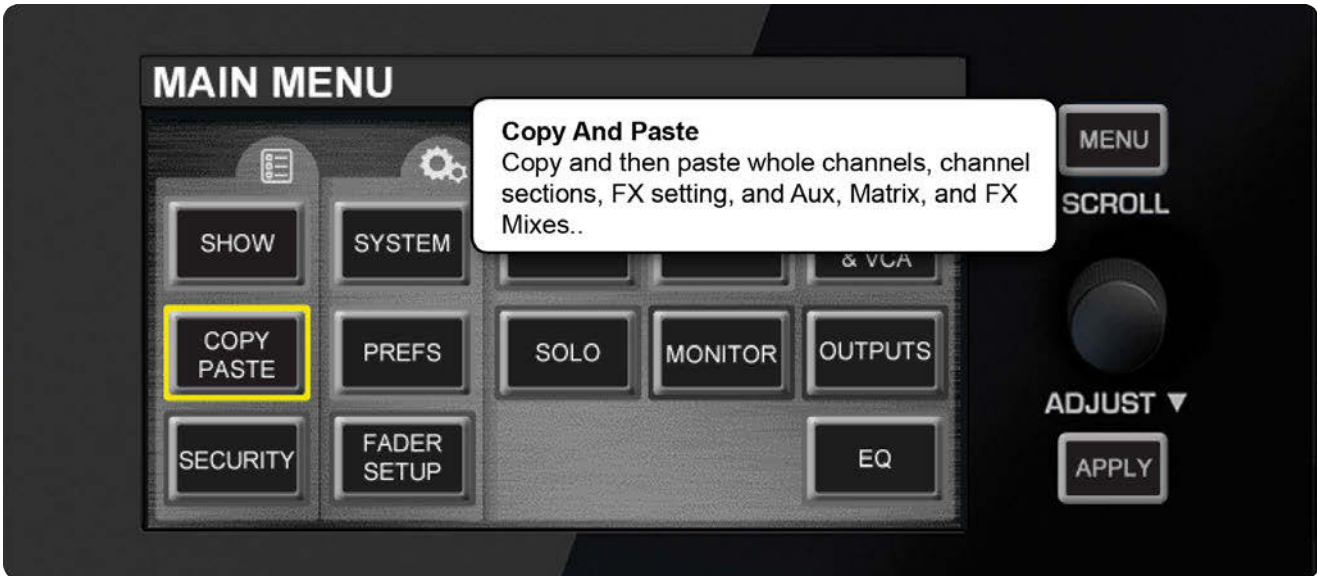 MAIN MENU
Copy And Paste
Copy and then paste whole channels, channel
sections, FX setting, and Aux, Matrix, and FX
Mixes..
MENU
SCROLL
SHOW
SYSTEM
& VCA
COPY
PASTE
PREFS
SOLO
MONITOR
OUTPUTS
ADJUST ▼
SECURITY
FADER
SETUP
EQ
APPLY